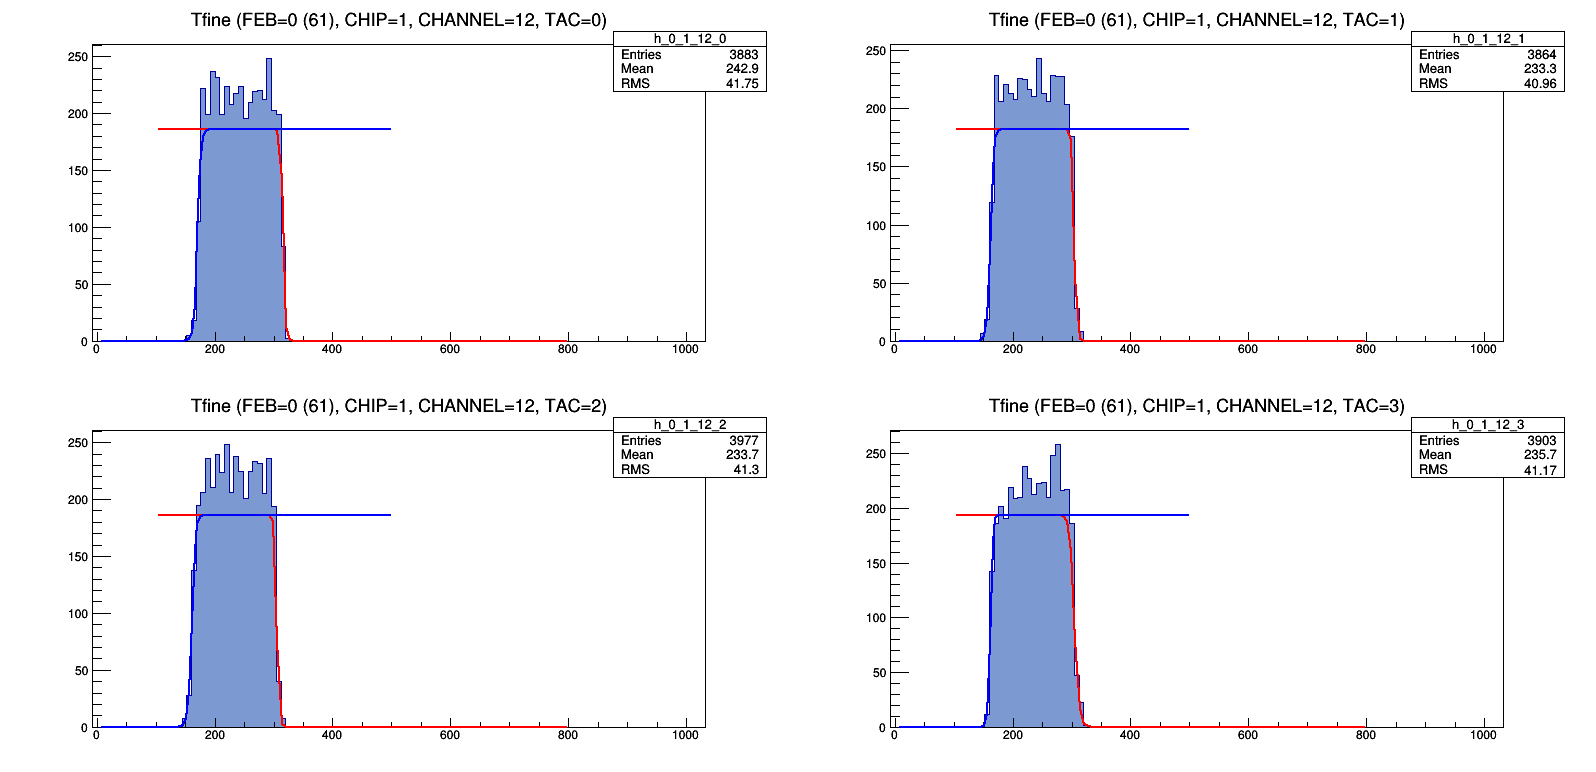 Tfine (FEB=0 (61), CHIP=1, CHANNEL=12, TAC=0)
h_0_1_12_0
Entries 3883
Mean 242.9
RMS 41.75
250
200
150
100
50
0
0 200 400 600 800 1000
Tfine (FEB=0 (61), CHIP=1, CHANNEL=12, TAC=1)
h_0_1_12_1
Entries 3864
Mean 233.3
RMS 40.96
250
200
150
100
50
0
0 200 400 600 800 1000
Tfine (FEB=0 (61), CHIP=1, CHANNEL=12, TAC=2)
h_0_1_12_2
Entries 3977
Mean 233.7
RMS 41.3
250
200
150
100
50
0
0 200 400 600 800 1000
Tfine (FEB=0 (61), CHIP=1, CHANNEL=12, TAC=3)
h_0_1_12_3
Entries 3903
Mean 235.7
RMS 41.17
250
200
150
100
50
0
0 200 400 600 800 1000